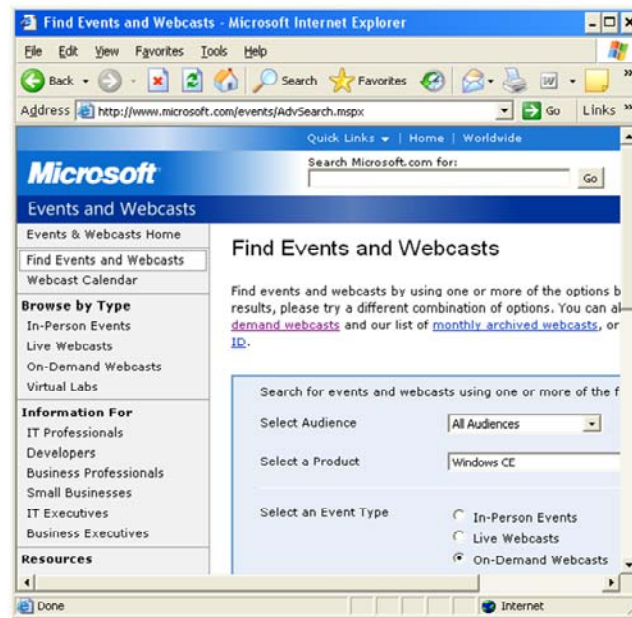 Find Events and Webcasts - Microsoft Internet Explorer
File Edit View Favorites Tools Help
Back Search Favorites
Address http://www.microsoft.com/events/AdvSearch.mspx Go Links
Quick Links | Home | Worldwide
Microsoft
Search Microsoft.com for:
Go
Events and Webcasts
Events & Webcasts Home
Find Events and Webcasts
Webcast Calendar
Browse by Type
In-Person Events
Live Webcasts
On-Demand Webcasts
Virtual Labs
Information For
IT Professionals
Developers
Business Professionals
Small Businesses
IT Executives
Business Executives
Resources
Find Events and Webcasts
Find events and webcasts by using one or more of the options b
results, please try a different combination of options. You can al
demand webcasts and our list of monthly archived webcasts, or
ID.
Search for events and webcasts using one or more of the f
Select Audience All Audiences
Select a Product Windows CE
Select an Event Type In-Person Events
Live Webcasts
On-Demand Webcasts
Done Internet